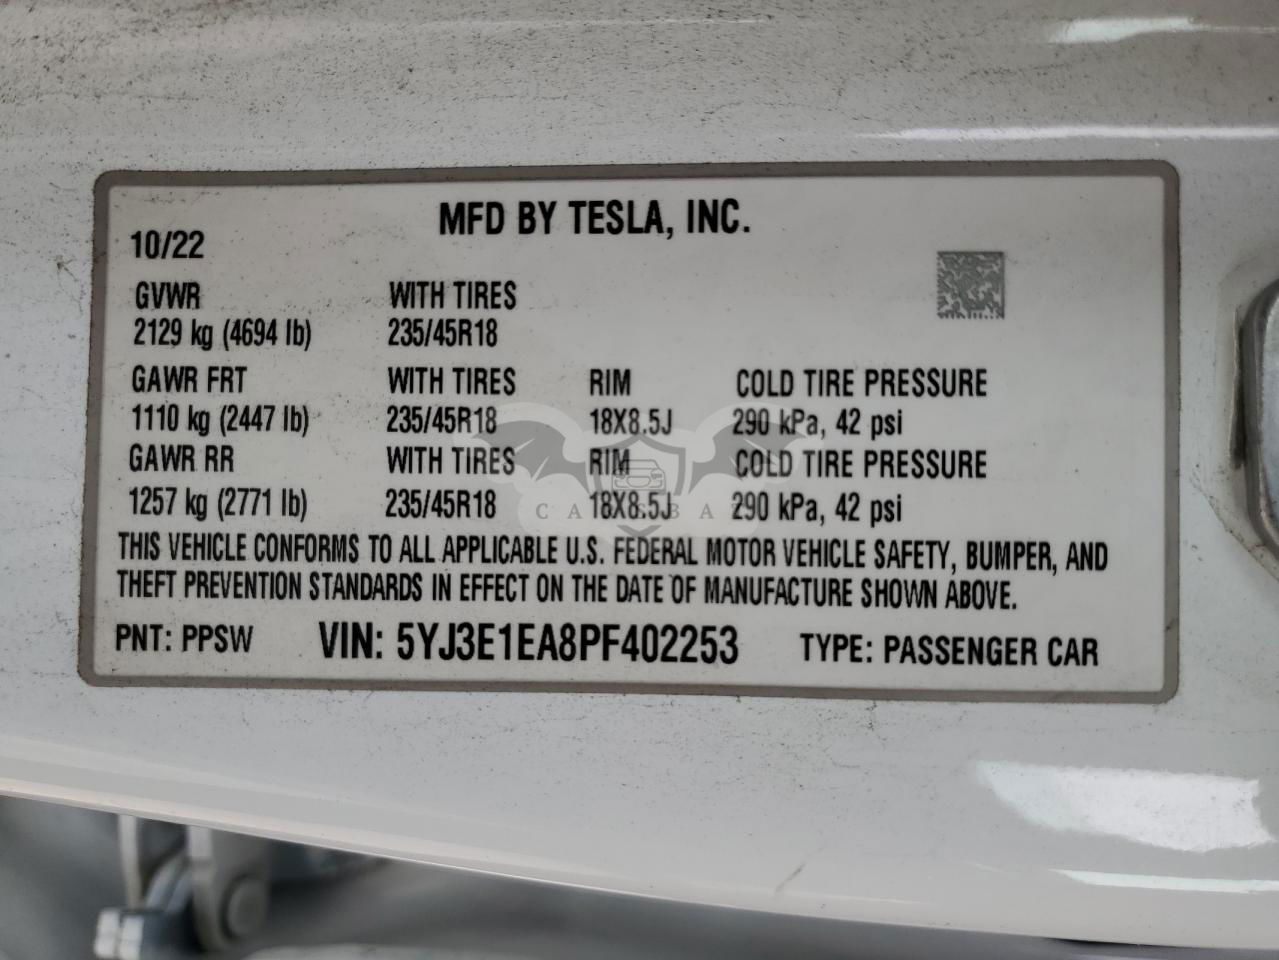 MFD BY TESLA, INC.
10/22
GVWR WITH TIRES
2129 kg (4694 lb) 235/45R18
GAWR FRT WITH TIRES RIM COLD TIRE PRESSURE
1110 kg (2447 lb) 235/45R18 18X8.5J 290 kPa, 42 psi
GAWR RR WITH TIRES RIM COLD TIRE PRESSURE
1257 kg (2771 lb) 235/45R18 18X8.5J 290 kPa, 42 psi
THIS VEHICLE CONFORMS TO ALL APPLICABLE U.S. FEDERAL MOTOR VEHICLE SAFETY, BUMPER, AND
THEFT PREVENTION STANDARDS IN EFFECT ON THE DATE OF MANUFACTURE SHOWN ABOVE.
PNT: PPSW VIN: 5YJ3E1EA8PF402253 TYPE: PASSENGER CAR